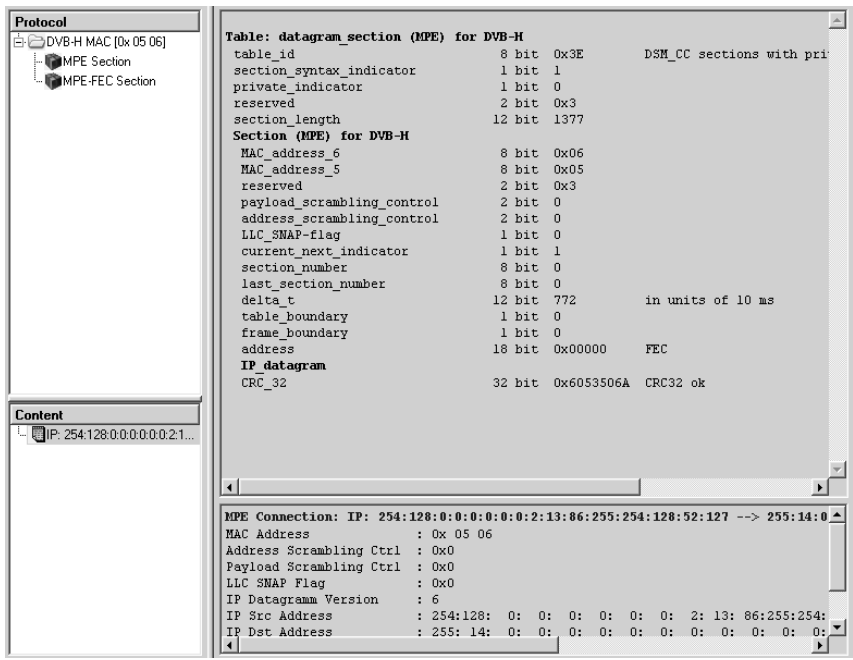 Protocol
DVB-H MAC [0x 05 06]
MPE Section
MPE-FEC Section
Table: datagram_section (MPE) for DVB-H
table_id 8 bit 0x3E DSM_CC sections with pri
section_syntax_indicator 1 bit 1
private_indicator 1 bit 0
reserved 2 bit 0x3
section_length 12 bit 1377
Section (MPE) for DVB-H
MAC_address_6 8 bit 0x06
MAC_address_5 8 bit 0x05
reserved 2 bit 0x3
payload_scrambling_control 2 bit 0
address_scrambling_control 2 bit 0
LLC_SNAP-flag 1 bit 0
current_next_indicator 1 bit 1
section_number 8 bit 0
last_section_number 8 bit 0
delta_t 12 bit 772 in units of 10 ms
table_boundary 1 bit 0
frame_boundary 1 bit 0
address 18 bit 0x00000 FEC
IP_datagram
CRC_32 32 bit 0x6053506A CRC32 ok
Content
IP: 254:128:0:0:0:0:0:0:2:1...
MPE Connection: IP: 254:128:0:0:0:0:0:0:2:13:86:255:254:128:52:127 --> 255:14:0
MAC Address : 0x 05 06
Address Scrambling Ctrl : 0x0
Payload Scrambling Ctrl : 0x0
LLC SNAP Flag : 0x0
IP Datagramm Version : 6
IP Src Address : 254:128: 0: 0: 0: 0: 0: 0: 2: 13: 86:255:254:
IP Dst Address : 255: 14: 0: 0: 0: 0: 0: 0: 0: 0: 0: 0: 0: